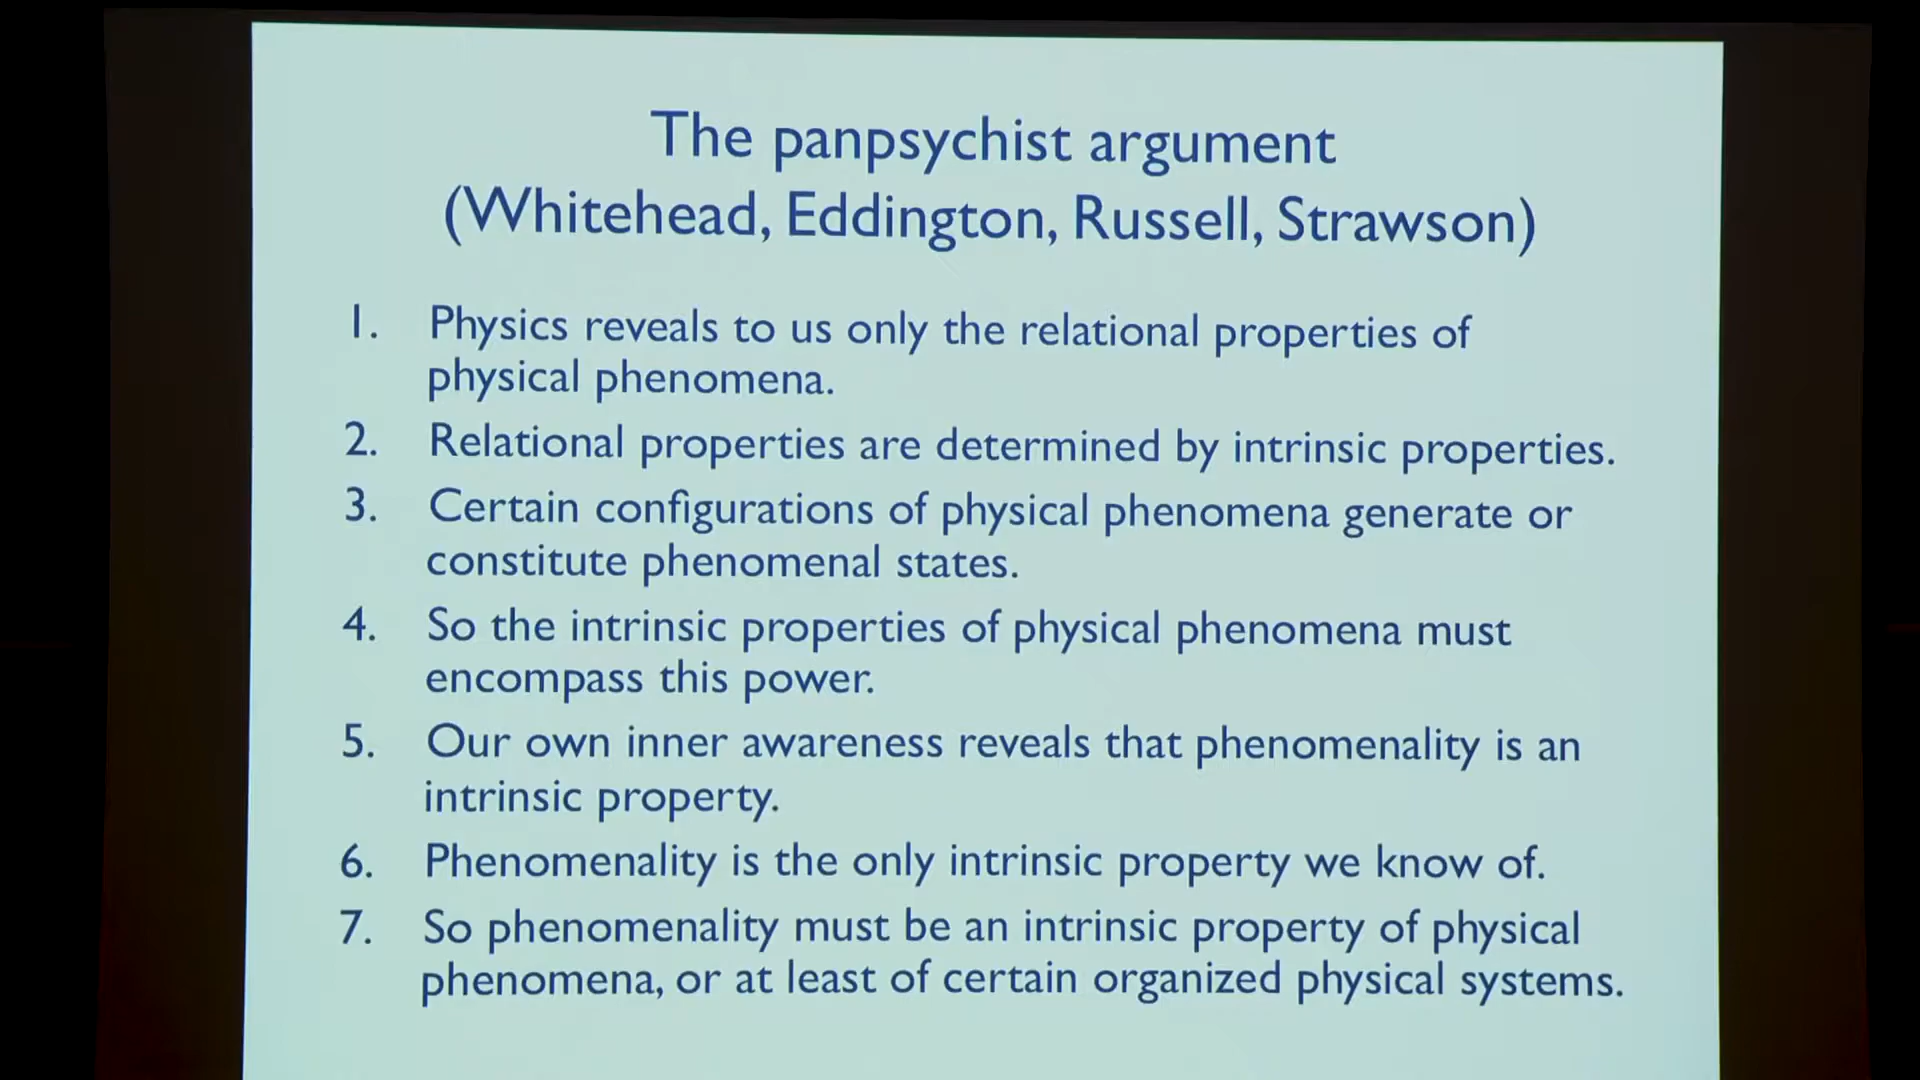 The panpsychist argument
(Whitehead, Eddington, Russell, Strawson)
1. Physics reveals to us only the relational properties of
physical phenomena.
2. Relational properties are determined by intrinsic properties.
3. Certain configurations of physical phenomena generate or
constitute phenomenal states.
4. So the intrinsic properties of physical phenomena must
encompass this power.
5. Our own inner awareness reveals that phenomenality is an
intrinsic property.
6. Phenomenality is the only intrinsic property we know of.
7. So phenomenality must be an intrinsic property of physical
phenomena, or at least of certain organized physical systems.